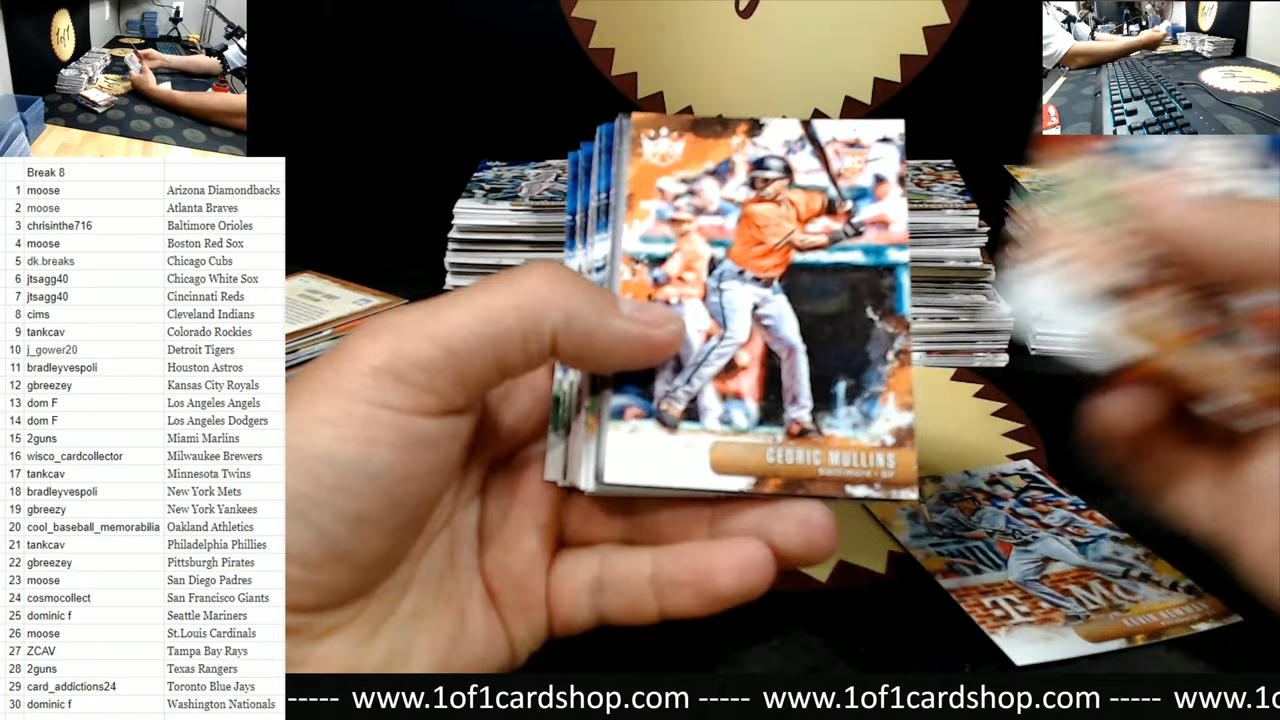 Break 8
1 moose Arizona Diamondbacks
2 moose Atlanta Braves
3 chrisinthe716 Baltimore Orioles
4 moose Boston Red Sox
5 dk.breaks Chicago Cubs
6 jtsagg40 Chicago White Sox
7 jtsagg40 Cincinnati Reds
8 cims Cleveland Indians
9 tankcav Colorado Rockies
10 j_gower20 Detroit Tigers
11 bradleyvespoli Houston Astros
12 gbreezey Kansas City Royals
13 dom F Los Angeles Angels
14 dom F Los Angeles Dodgers
15 2guns Miami Marlins
16 wisco_cardcollector Milwaukee Brewers
17 tankcav Minnesota Twins
18 bradleyvespoli New York Mets
19 gbreezy New York Yankees
20 cool_baseball_memorabilia Oakland Athletics
21 tankcav Philadelphia Phillies
22 gbreezey Pittsburgh Pirates
23 moose San Diego Padres
24 cosmocollect San Francisco Giants
25 dominic f Seattle Mariners
26 moose St.Louis Cardinals
27 ZCAV Tampa Bay Rays
28 2guns Texas Rangers
29 card_addictions24 Toronto Blue Jays
30 dominic f Washington Nationals
RC
CEDRIC MULLINS
BALTIMORE • OF
----- www.1of1cardshop.com ----- www.1of1cardshop.com ----- www.1